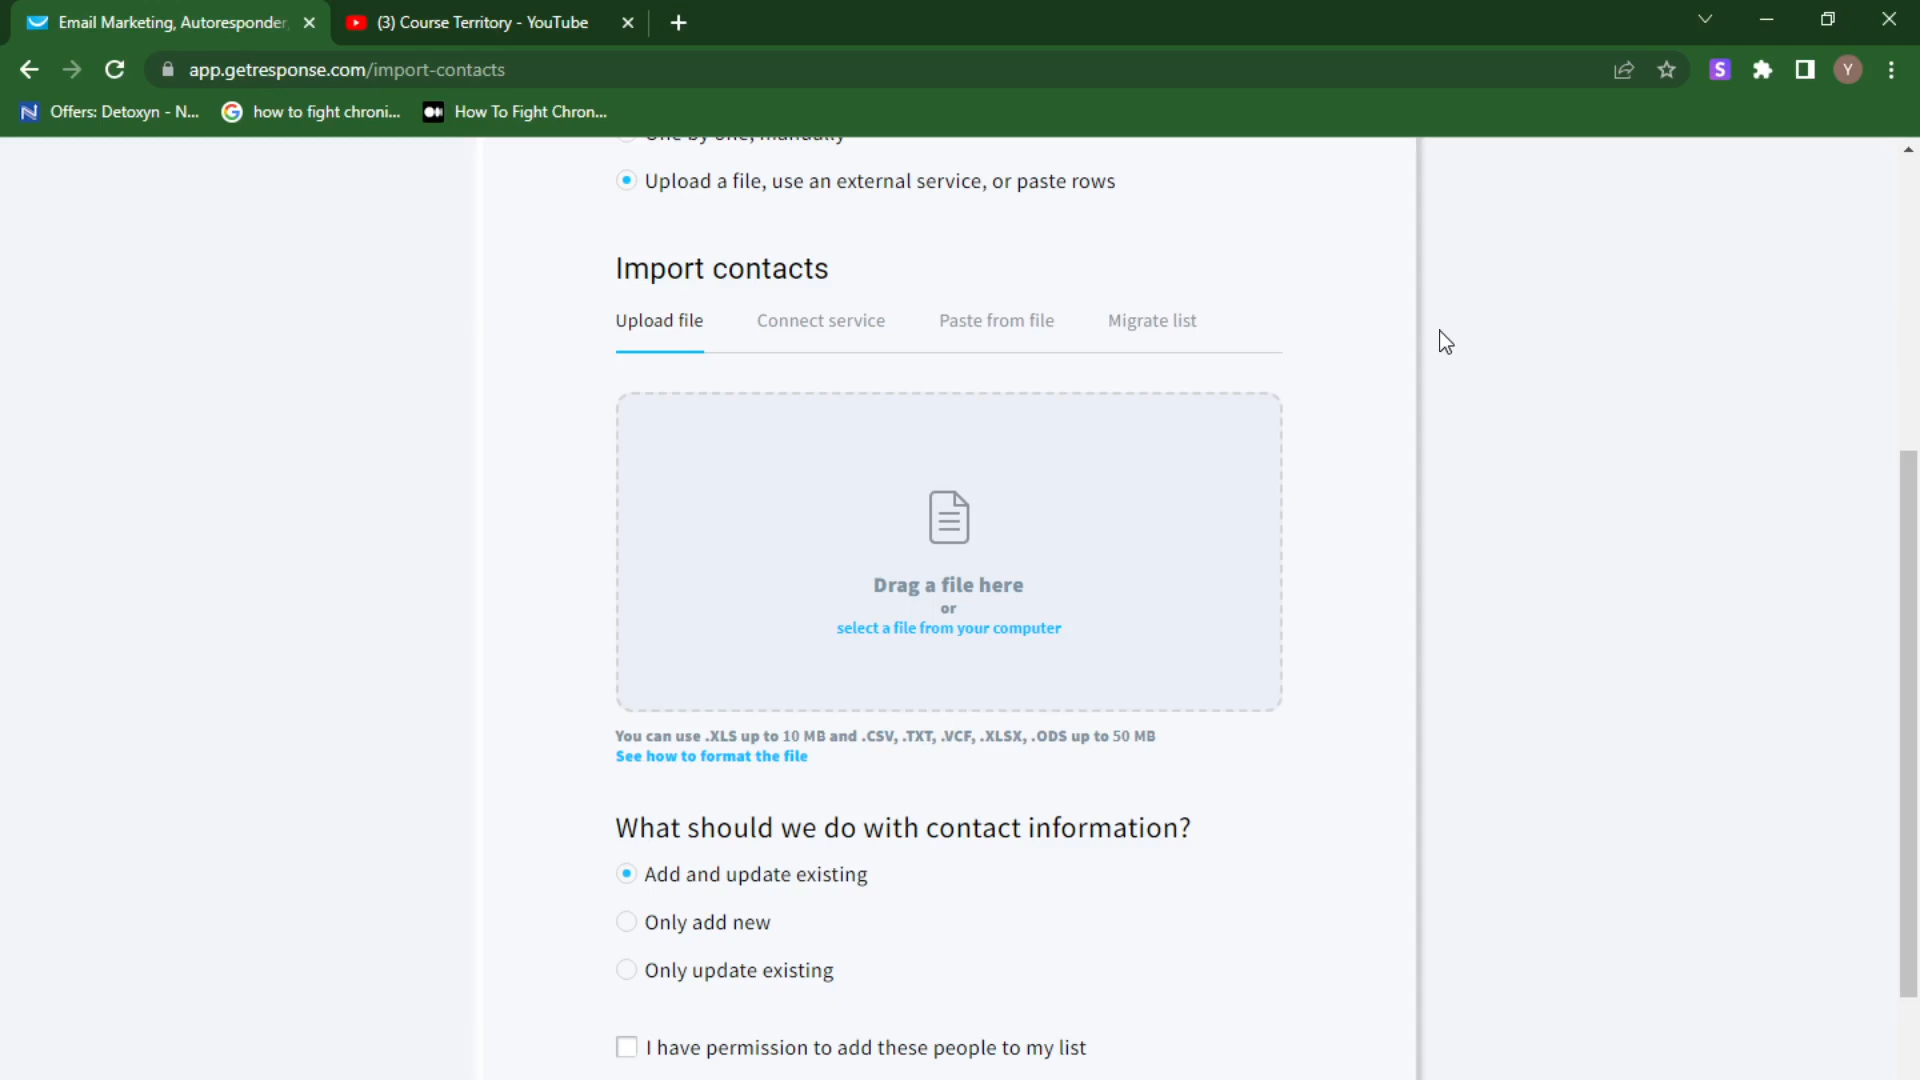 Email Marketing, Autoresponder
(3) Course Territory - YouTube
app.getresponse.com/import-contacts
S
Y
Offers: Detoxyn - N...
how to fight chroni...
How To Fight Chron...
One by one, manually
Upload a file, use an external service, or paste rows
Import contacts
Upload file
Connect service
Paste from file
Migrate list
Drag a file here
or
select a file from your computer
You can use .XLS up to 10 MB and .CSV, .TXT, .VCF, .XLSX, .ODS up to 50 MB
See how to format the file
What should we do with contact information?
Add and update existing
Only add new
Only update existing
I have permission to add these people to my list